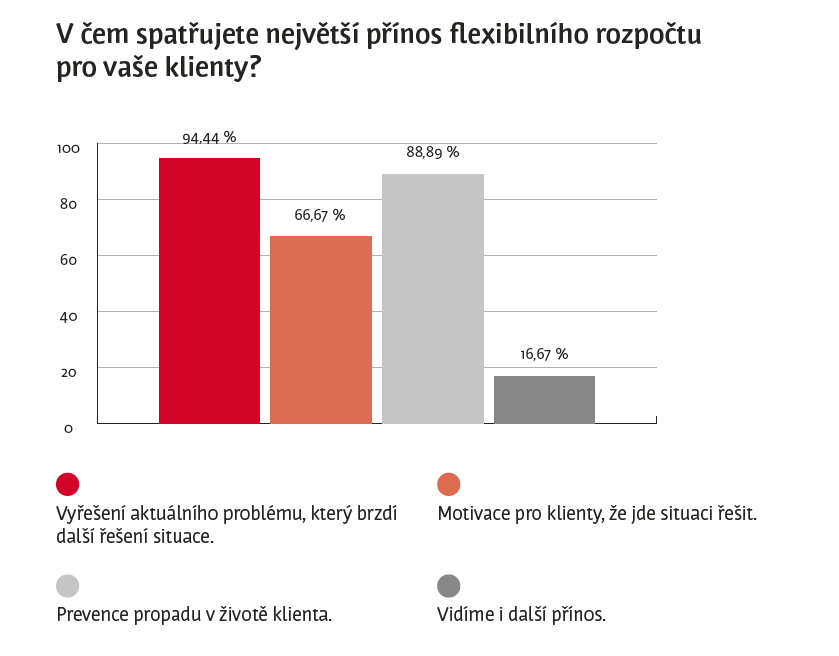 V čem spatřujete největší přínos flexibilního rozpočtu
pro vaše klienty?
94,44 %
100
88,89 %
80
66,67 %
60
40
16,67 %
20
0
Vyřešení aktuálního problému, který brzdí
další řešení situace.
Motivace pro klienty, že jde situaci řešit.
Prevence propadu v životě klienta.
Vidíme i další přínos.